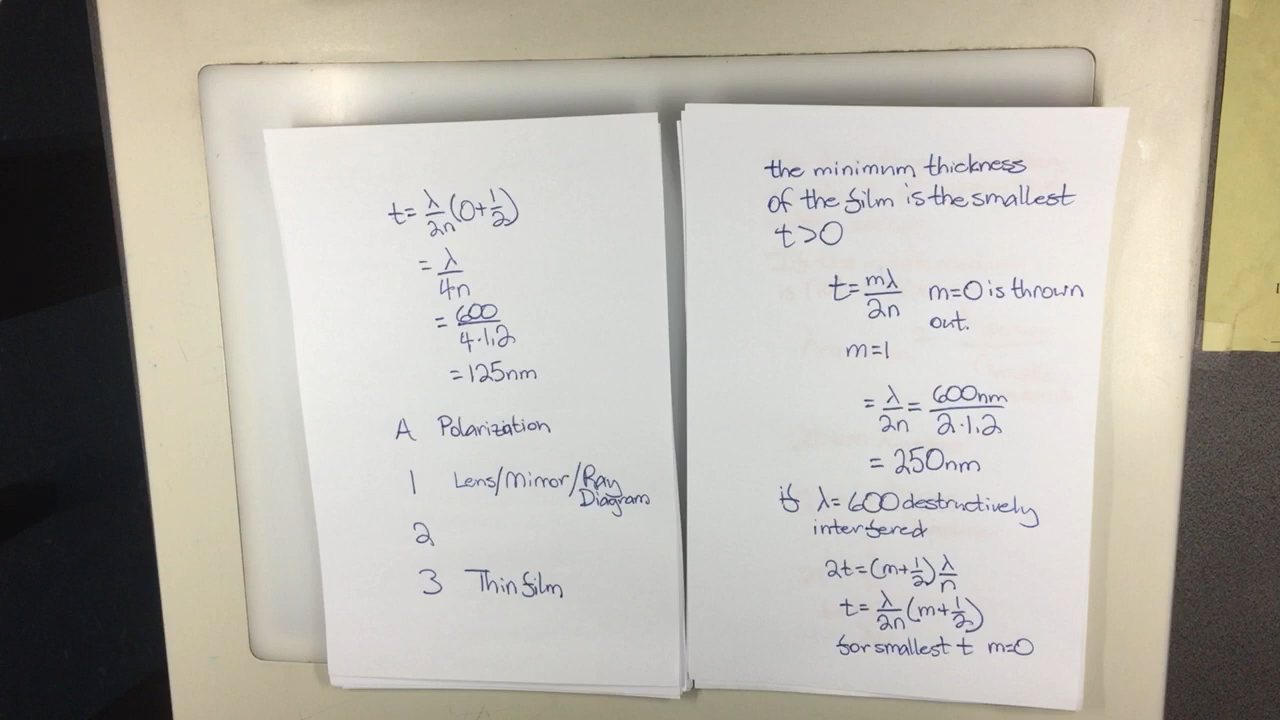 t=λ/2n(0+1/2)
=λ/4n
=600/4·1.2
=125nm
A Polarization
1 Lens/Mirror/Ray
Diagram
2
3 Thin film
the minimum thickness
of the film is the smallest
t>0
t=mλ/2n m=0 is thrown
out.
m=1
=λ/2n=600nm/2·1.2
=250nm
if λ=600 destructively
interfered
2t=(m+1/2)λ/n
t=λ/2n(m+1/2)
for smallest t m=0